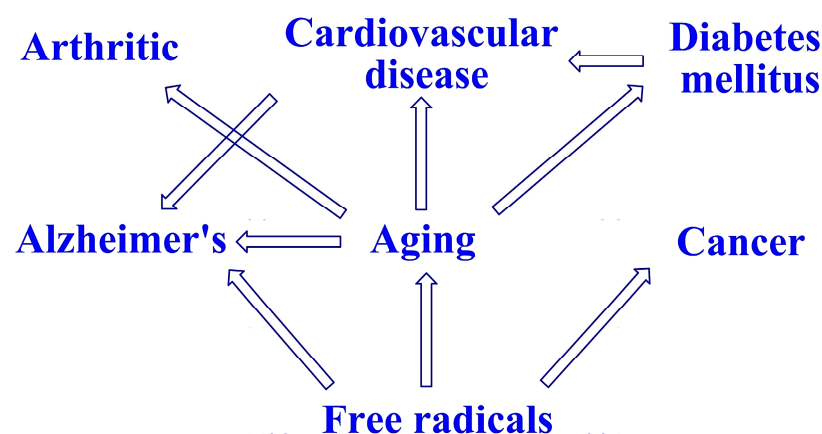 Arthritic
Cardiovascular
disease
Diabetes
mellitus
Alzheimer's
Aging
Cancer
Free radicals